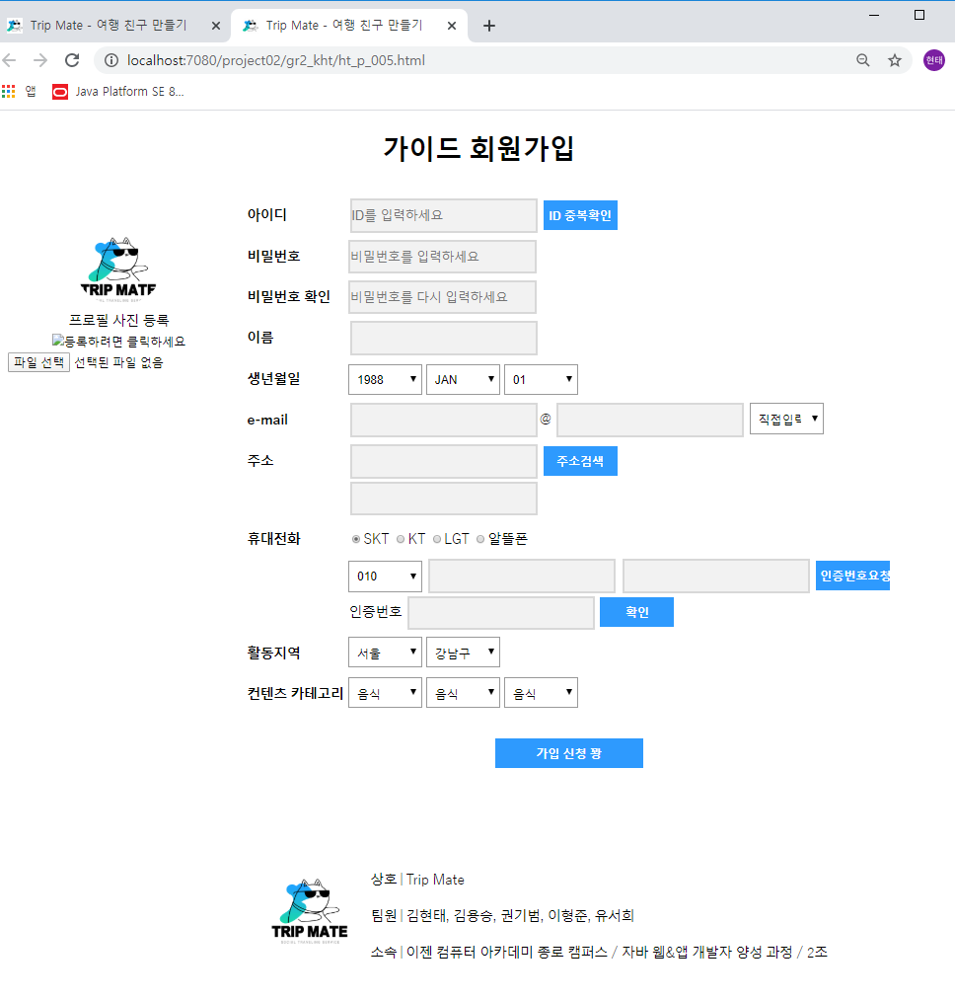 Trip Mate - 여행 친구 만들기
Trip Mate - 여행 친구 만들기
localhost:7080/project02/gr2_kht/ht_p_005.html
현태
앱 Java Platform SE 8...
가이드 회원가입
아이디 ID를 입력하세요 ID 중복확인
비밀번호 비밀번호를 입력하세요
비밀번호 확인 비밀번호를 다시 입력하세요
TRIP MATE
프로필 사진 등록
등록하려면 클릭하세요
파일 선택 선택된 파일 없음
이름
생년월일 1988 JAN 01
e-mail @ 직접입력
주소 주소검색
휴대전화 SKT KT LGT 알뜰폰
010 인증번호요청
인증번호 확인
활동지역 서울 강남구
컨텐츠 카테고리 음식 음식 음식
가입 신청 쫭
TRIP MATE
SOCIAL TRAVELING SERVICE
상호 | Trip Mate
팀원 | 김현태, 김용승, 권기범, 이형준, 유서희
소속 | 이젠 컴퓨터 아카데미 종로 캠퍼스 / 자바 웹&앱 개발자 양성 과정 / 2조